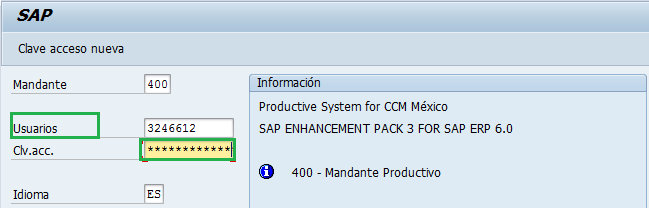 SAP
Clave acceso nueva
Mandante 400
Información
Productive System for CCM México
Usuarios 3246612
SAP ENHANCEMENT PACK 3 FOR SAP ERP 6.0
Clv.acc. ************
400 - Mandante Productivo
Idioma ES